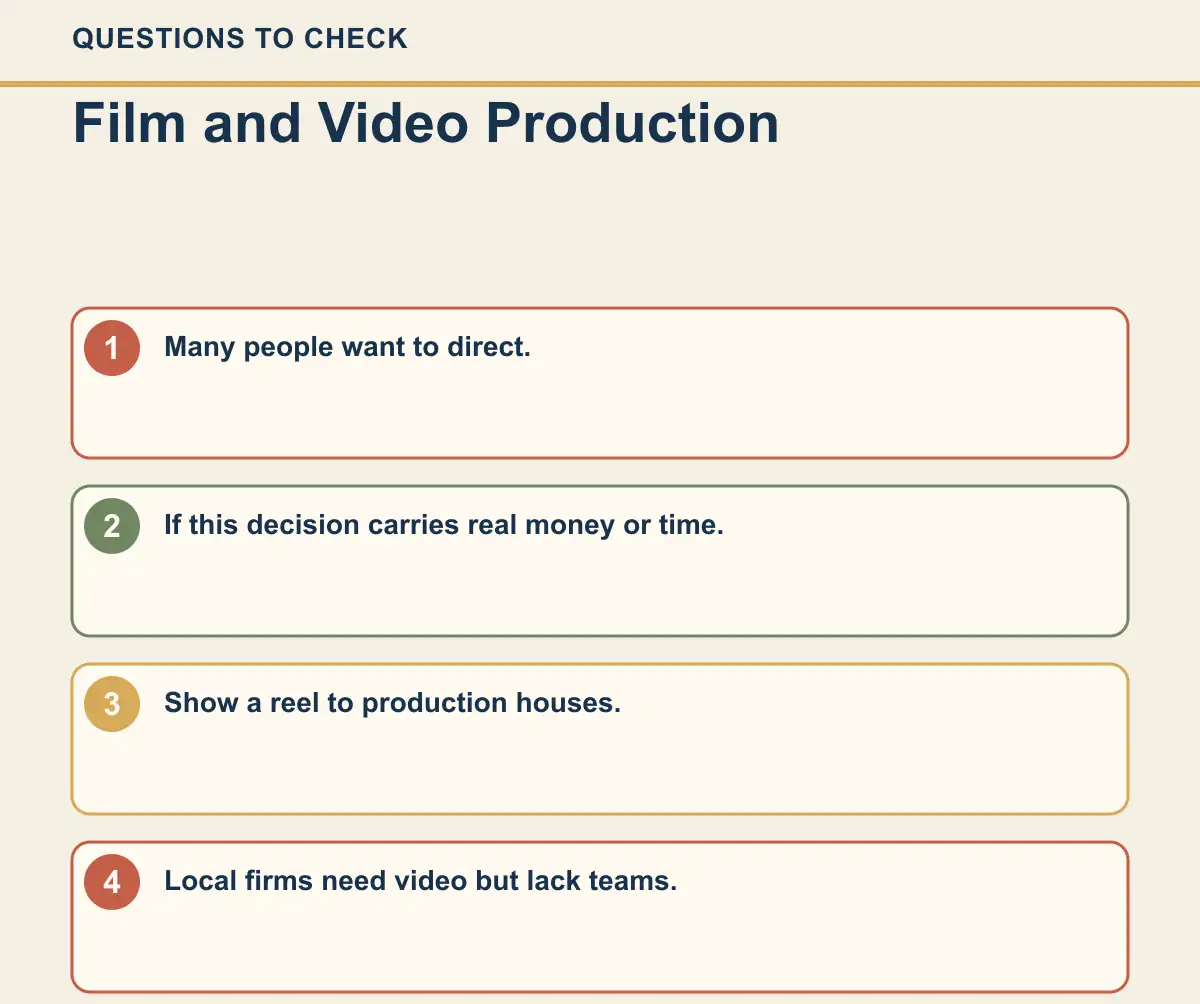 QUESTIONS TO CHECK
Film and Video Production
1 Many people want to direct.
2 If this decision carries real money or time.
3 Show a reel to production houses.
4 Local firms need video but lack teams.